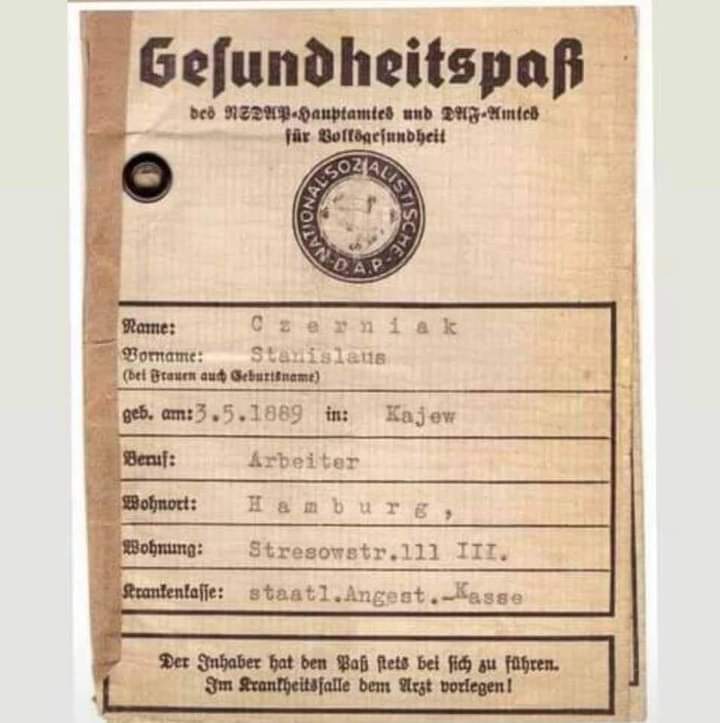 Gesundheitspaß
des NSDAP-Hauptamtes und DAF-Amtes
für Volksgesundheit
NATIONAL-SOZIALISTISCHE-
D.A.P.
Name: Czerniak
Vorname: Stanislaus
(bei Frauen auch Geburtsname)
geb. am: 3.5.1889 in: Kajew
Beruf: Arbeiter
Wohnort: Hamburg,
Wohnung: Stresowstr.111 III.
Krankenkasse: staatl.Angest.-Kasse
Der Inhaber hat den Paß stets bei sich zu führen.
Im Krankheitsfalle dem Arzt vorlegen!